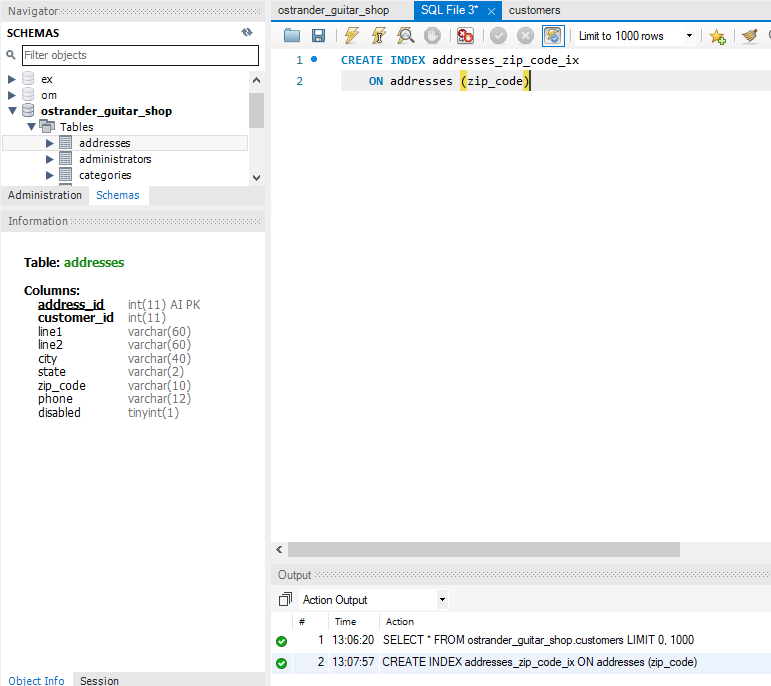 Navigator
SCHEMAS
Filter objects
ex
om
ostrander_guitar_shop
Tables
addresses
administrators
categories
Administration Schemas
Information
Table: addresses
Columns:
address_id int(11) AI PK
customer_id int(11)
line1 varchar(60)
line2 varchar(60)
city varchar(40)
state varchar(2)
zip_code varchar(10)
phone varchar(12)
disabled tinyint(1)
Object Info Session
ostrander_guitar_shop SQL File 3* customers
Limit to 1000 rows
1 CREATE INDEX addresses_zip_code_ix
2 ON addresses (zip_code)
Output
Action Output
# Time Action
1 13:06:20 SELECT * FROM ostrander_guitar_shop.customers LIMIT 0, 1000
2 13:07:57 CREATE INDEX addresses_zip_code_ix ON addresses (zip_code)